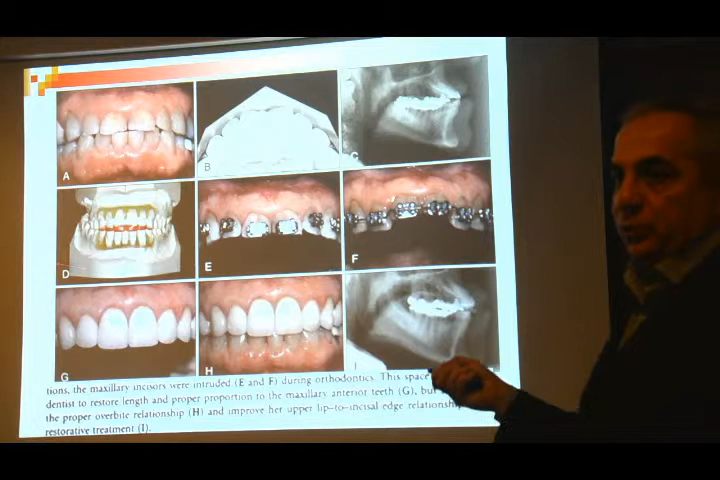 A
B
C
D
E
F
G
H
I
tions, the maxillary incisors were intruded (E and F) during orthodontics. This space
dentist to restore length and proper proportion to the maxillary anterior teeth (G), but
the proper overbite relationship (H) and improve her upper lip–to–incisal edge relationship
restorative treatment (I).